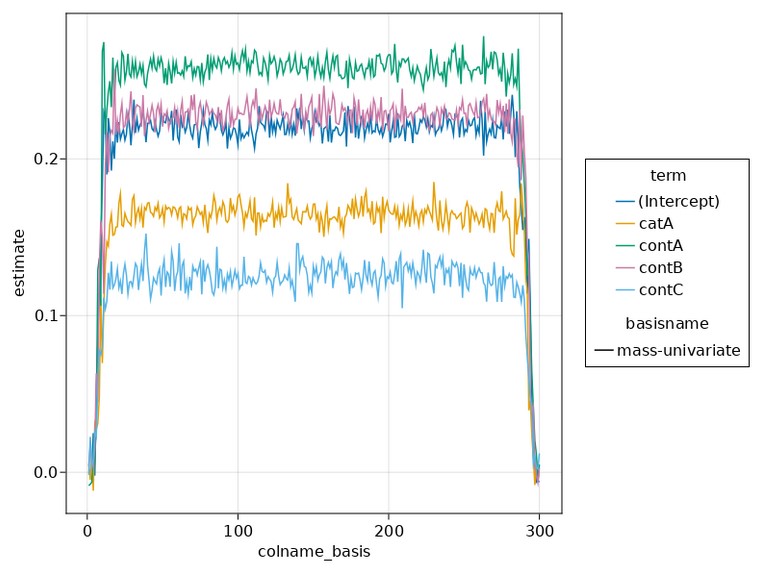 0.2
0.1
0.0
estimate
0
100
200
300
colname_basis
term
(Intercept)
catA
contA
contB
contC
basisname
mass-univariate